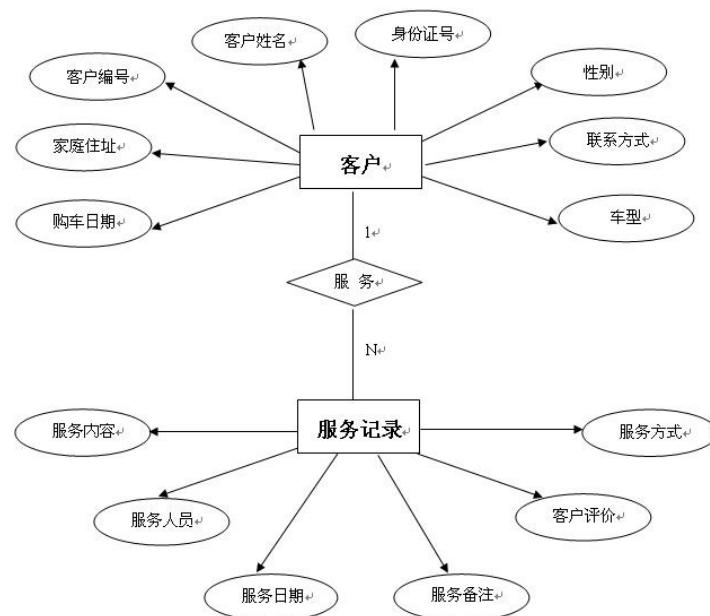 客户姓名
身份证号
客户编号
性别
家庭住址
客户
联系方式
购车日期
车型
1
服 务
N
服务内容
服务记录
服务方式
服务人员
客户评价
服务日期
服务备注